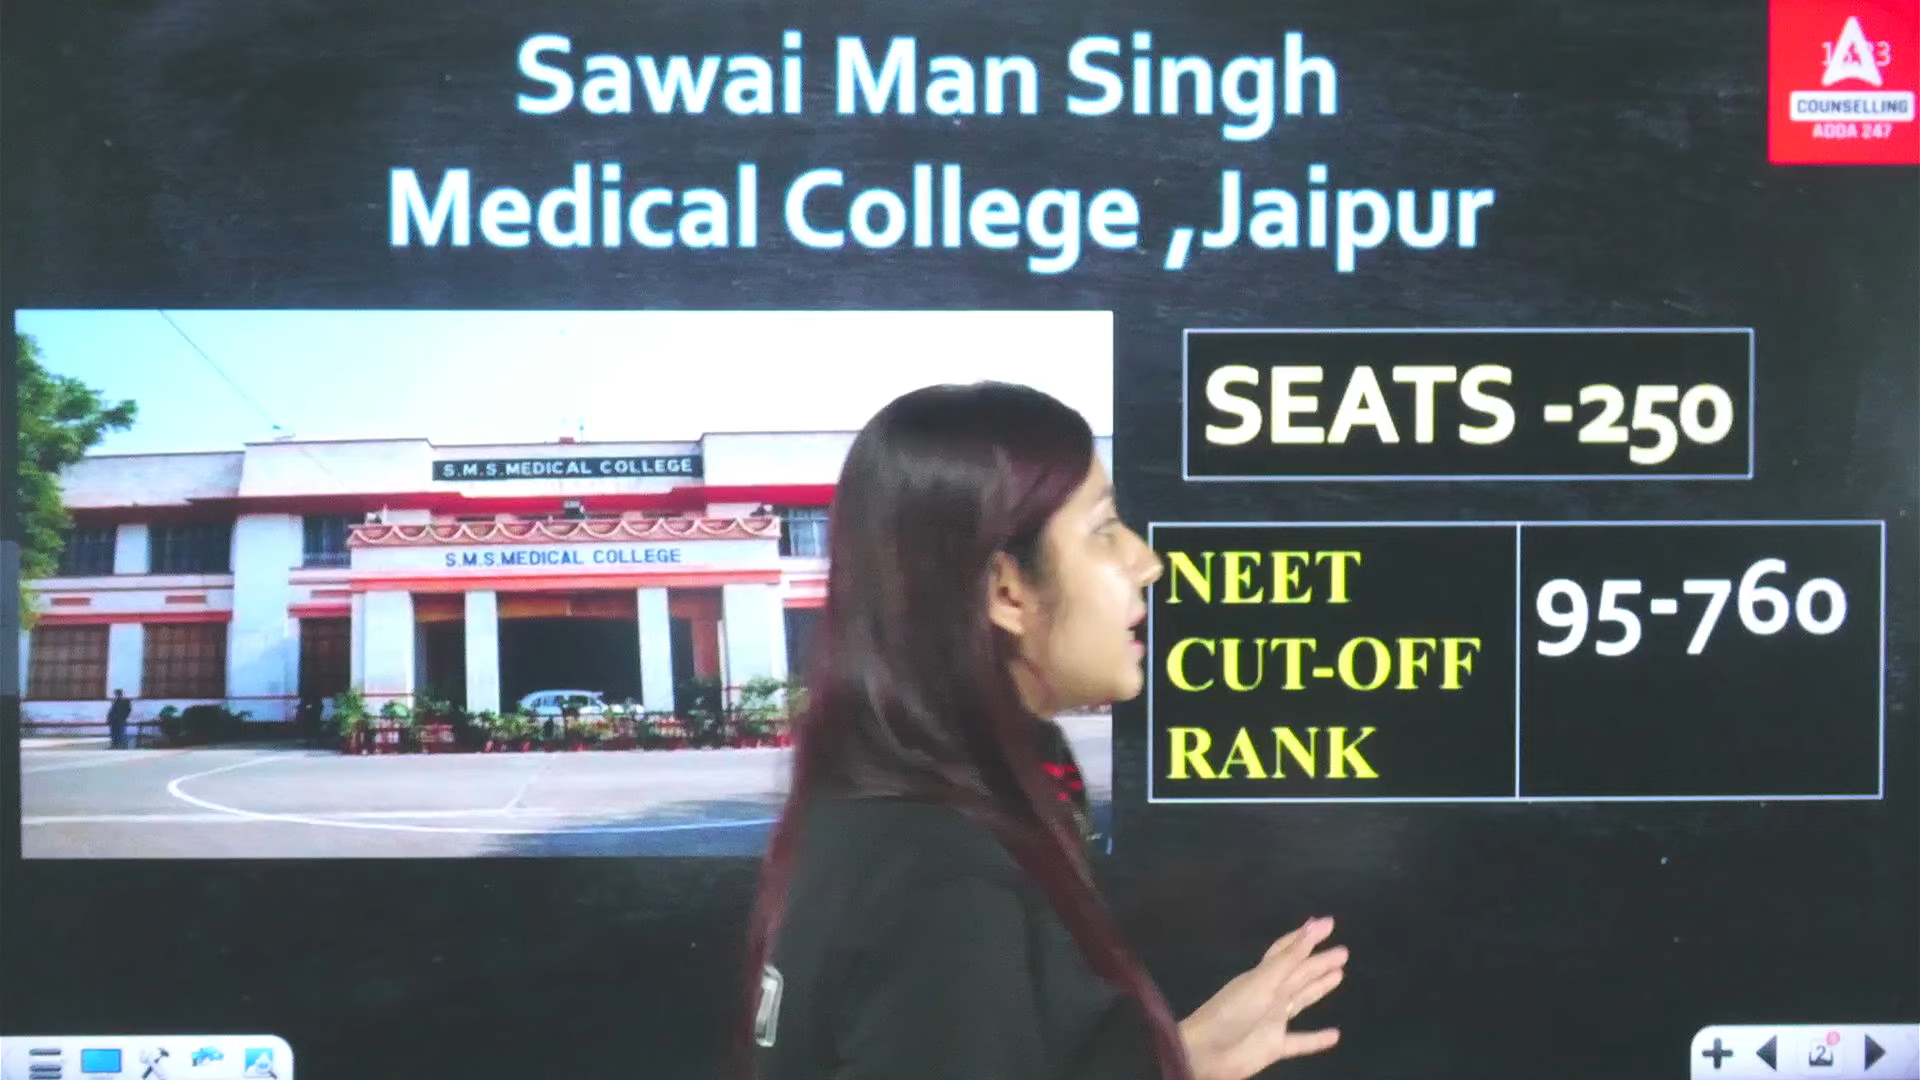 Sawai Man Singh
Medical College ,Jaipur
COUNSELLING
ADDA 247
S.M.S.MEDICAL COLLEGE
S.M.S.MEDICAL COLLEGE
SEATS -250
NEET
CUT-OFF
RANK
95-760
2